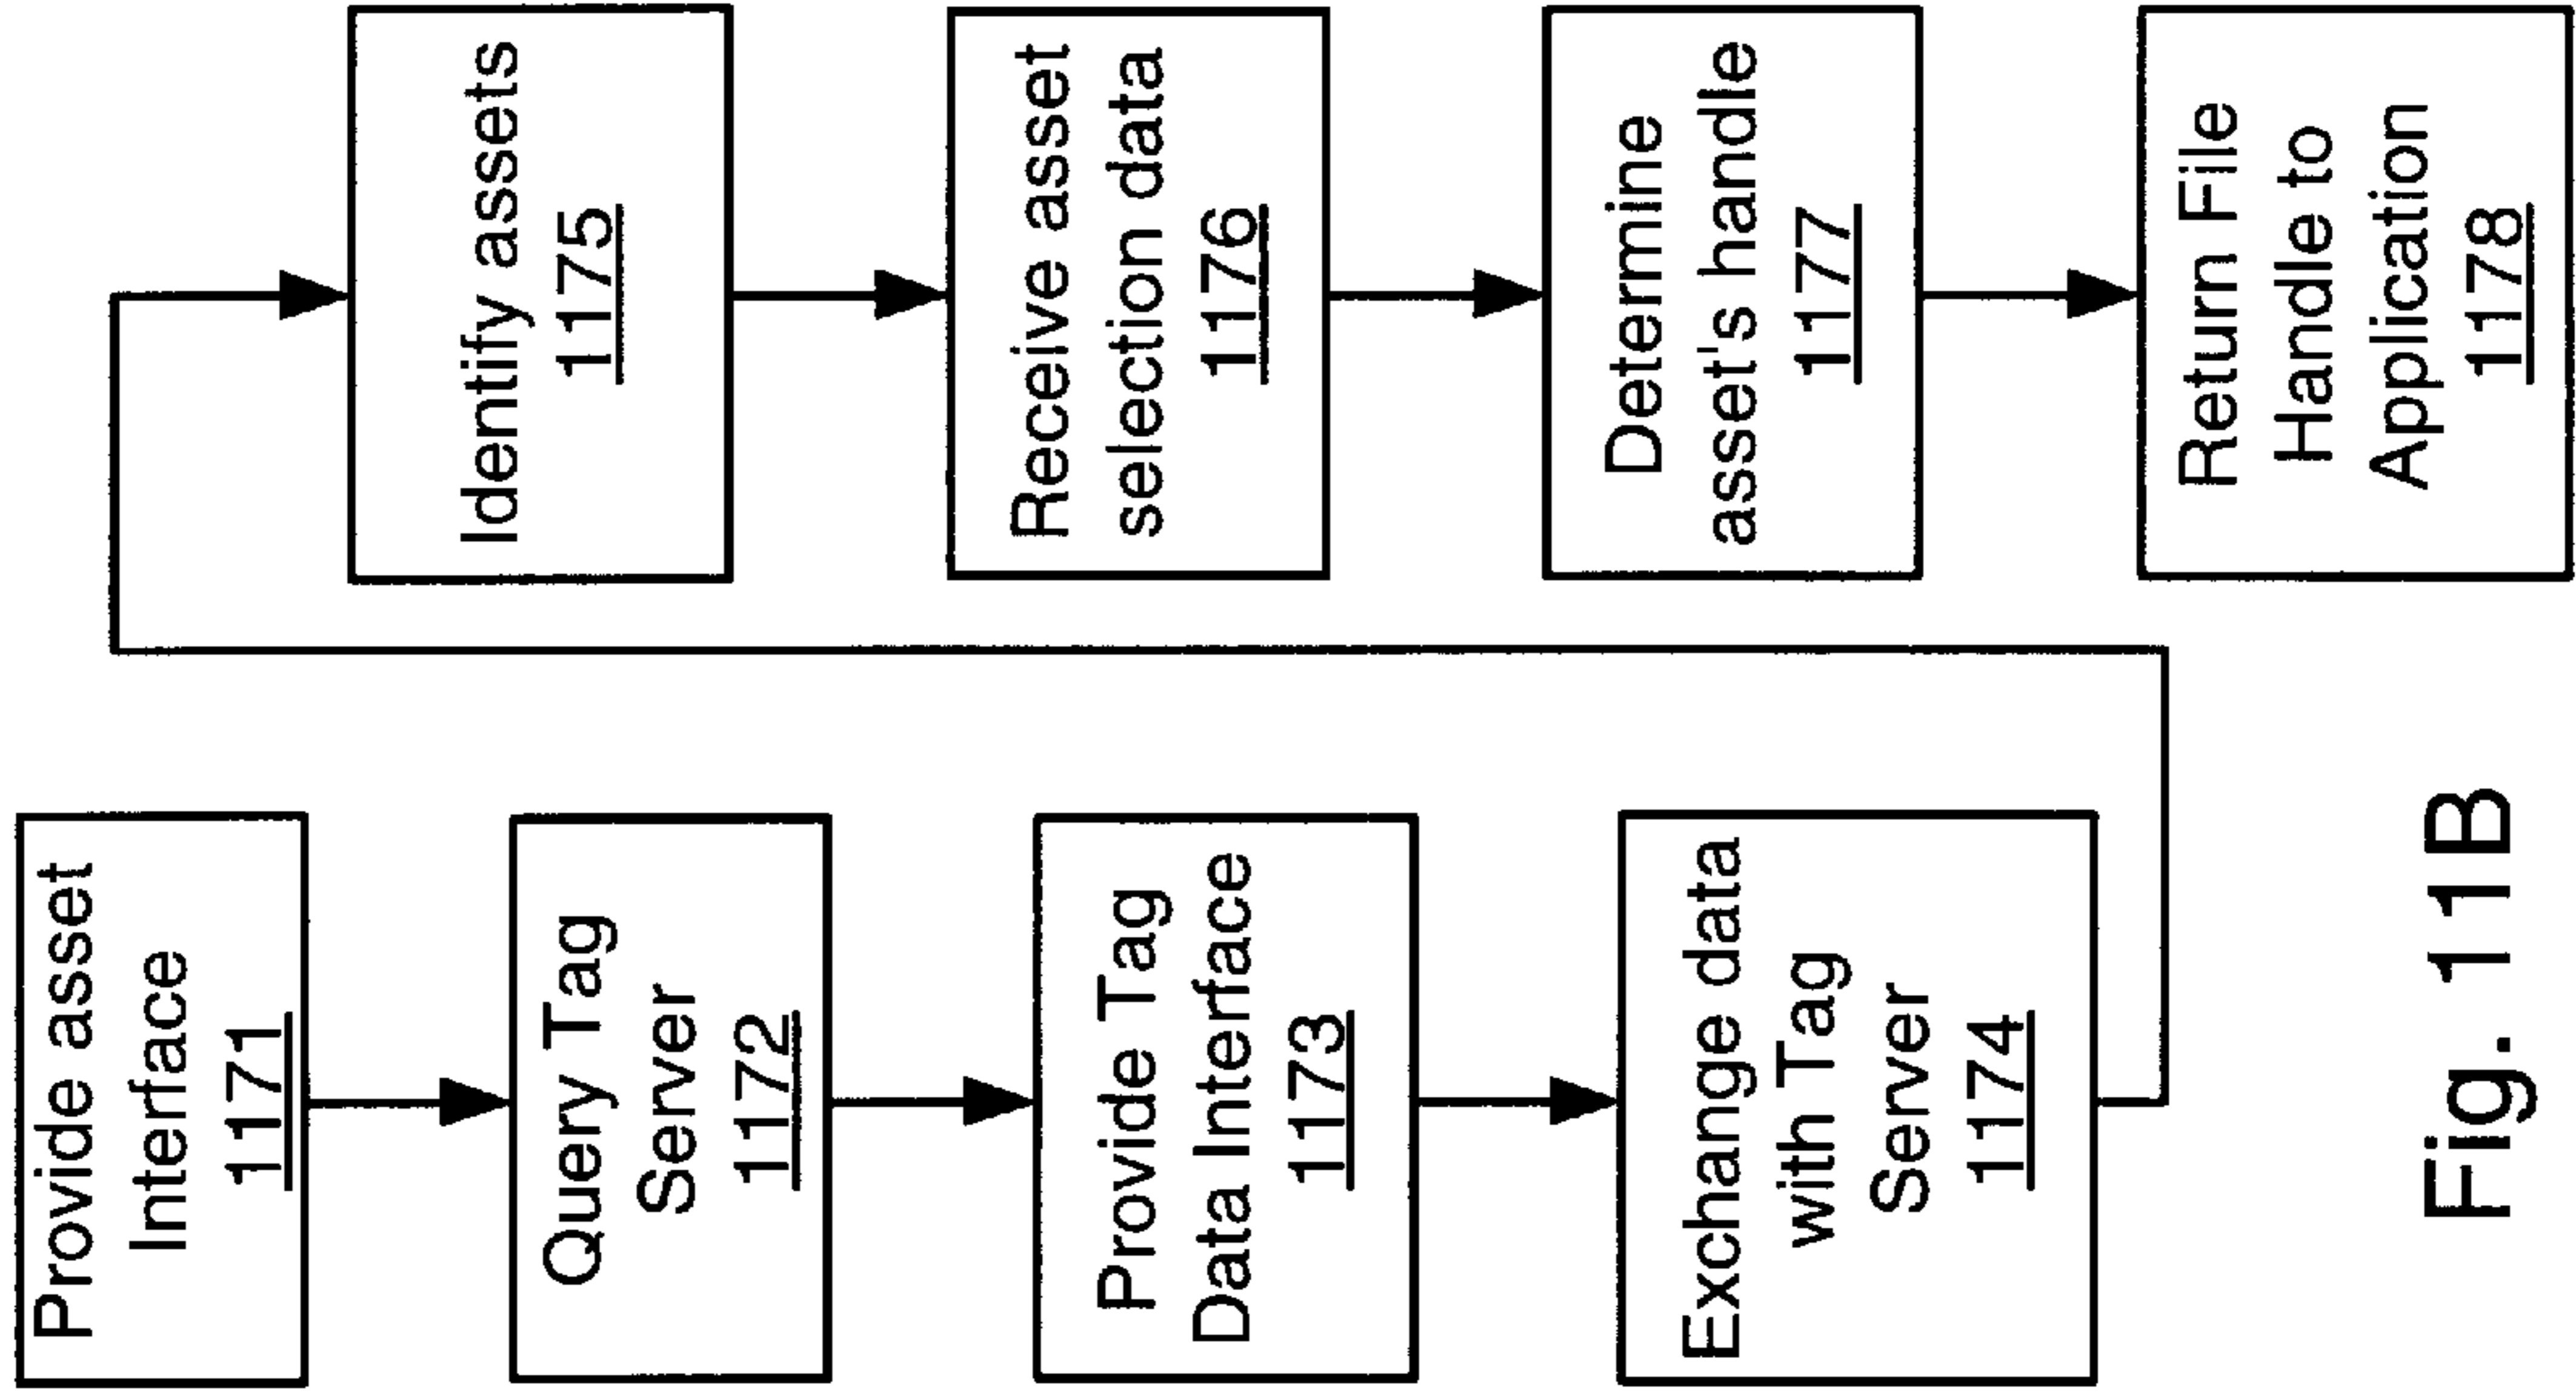 Provide asset
Interface
1171
Query Tag
Server
1172
Provide Tag
Data Interface
1173
Exchange data
with Tag
Server
1174
Identify assets
1175
Receive asset
selection data
1176
Determine
asset's handle
1177
Return File
Handle to
Application
1178
Fig. 11B